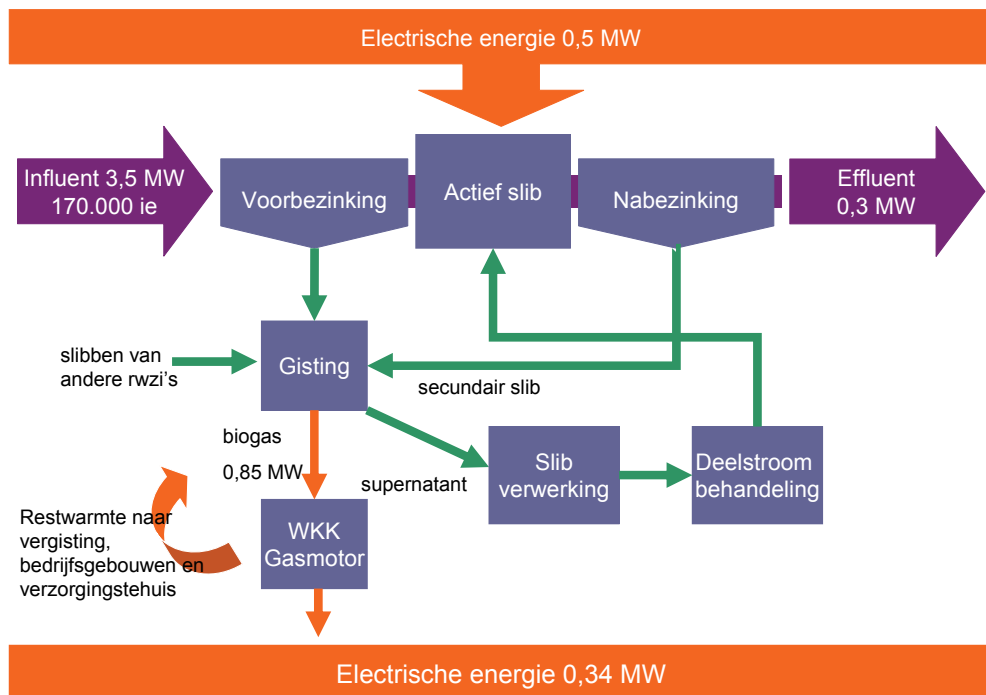 Electrische energie 0,5 MW
Influent 3,5 MW
170.000 ie
Voorbezinking
Actief slib
Nabezinking
Effluent
0,3 MW
slibben van
andere rwzi's
Gisting
secundair slib
biogas
0,85 MW
supernatant
Slib
verwerking
Deelstroom
behandeling
Restwarmte naar
vergisting,
bedrijfsgebouwen en
verzorgingstehuis
WKK
Gasmotor
Electrische energie 0,34 MW